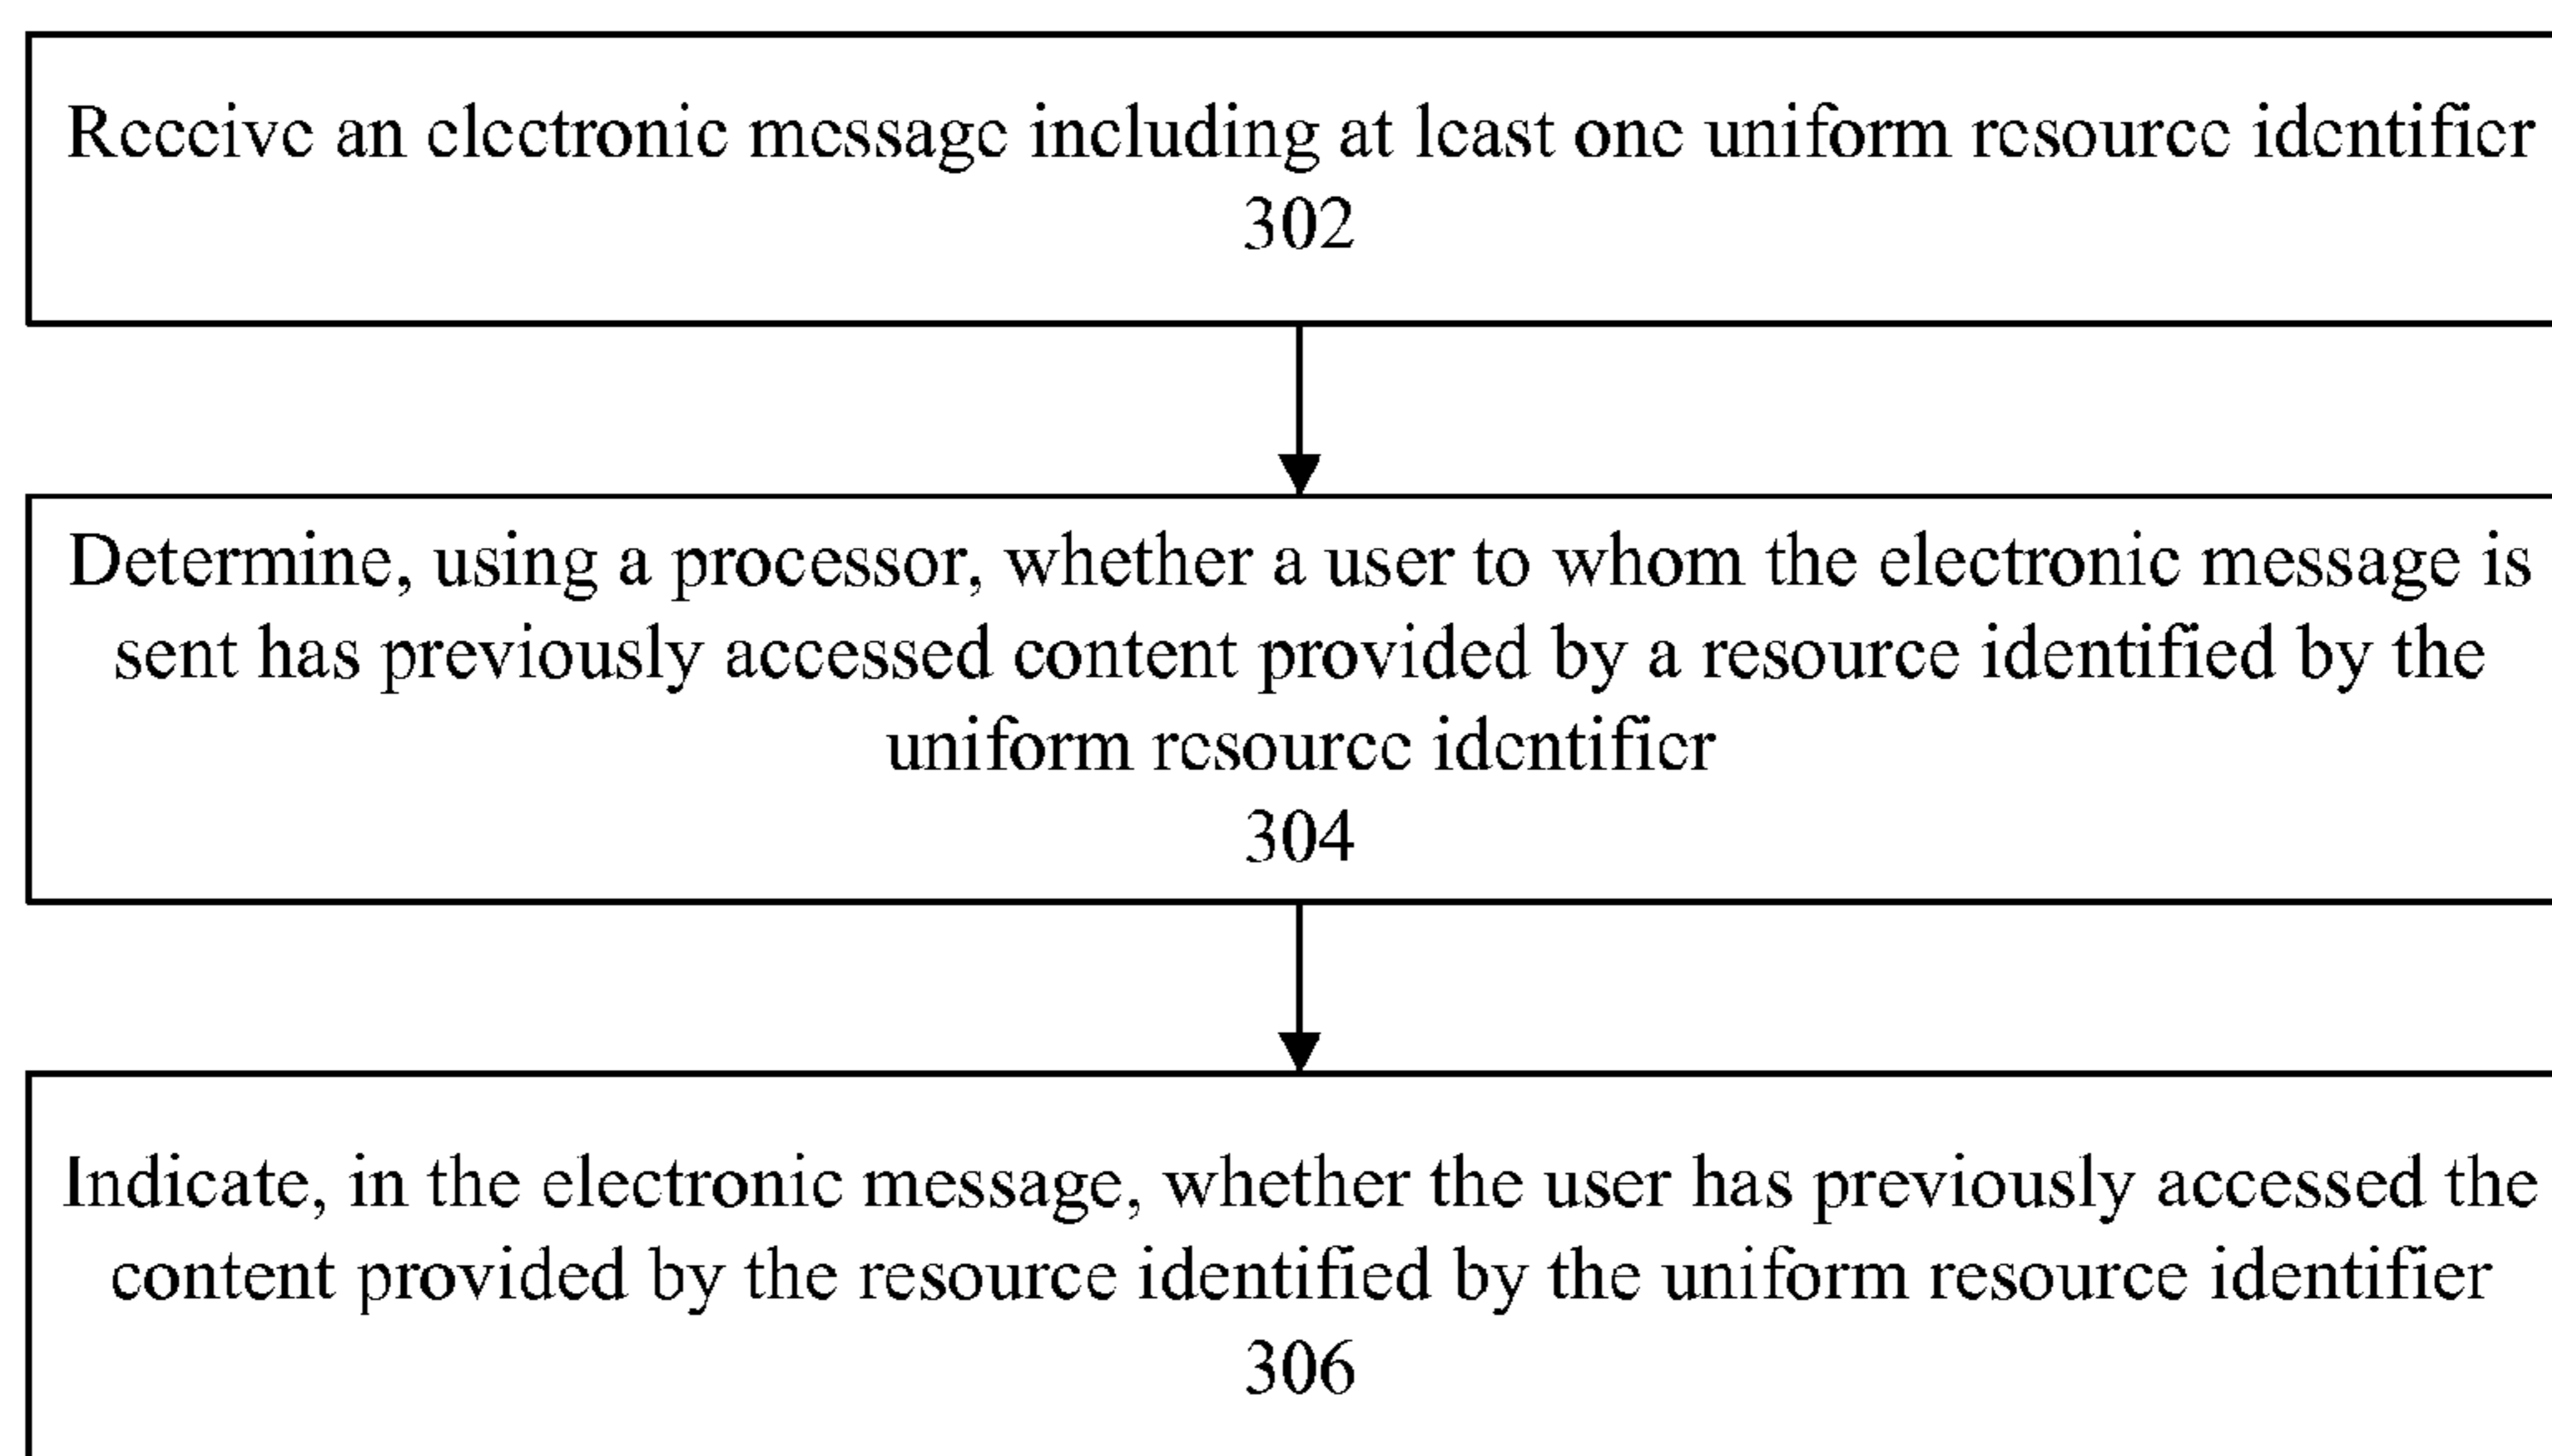 Receive an electronic message including at least one uniform resource identifier
302
Determine, using a processor, whether a user to whom the electronic message is
sent has previously accessed content provided by a resource identified by the
uniform resource identifier
304
Indicate, in the electronic message, whether the user has previously accessed the
content provided by the resource identified by the uniform resource identifier
306